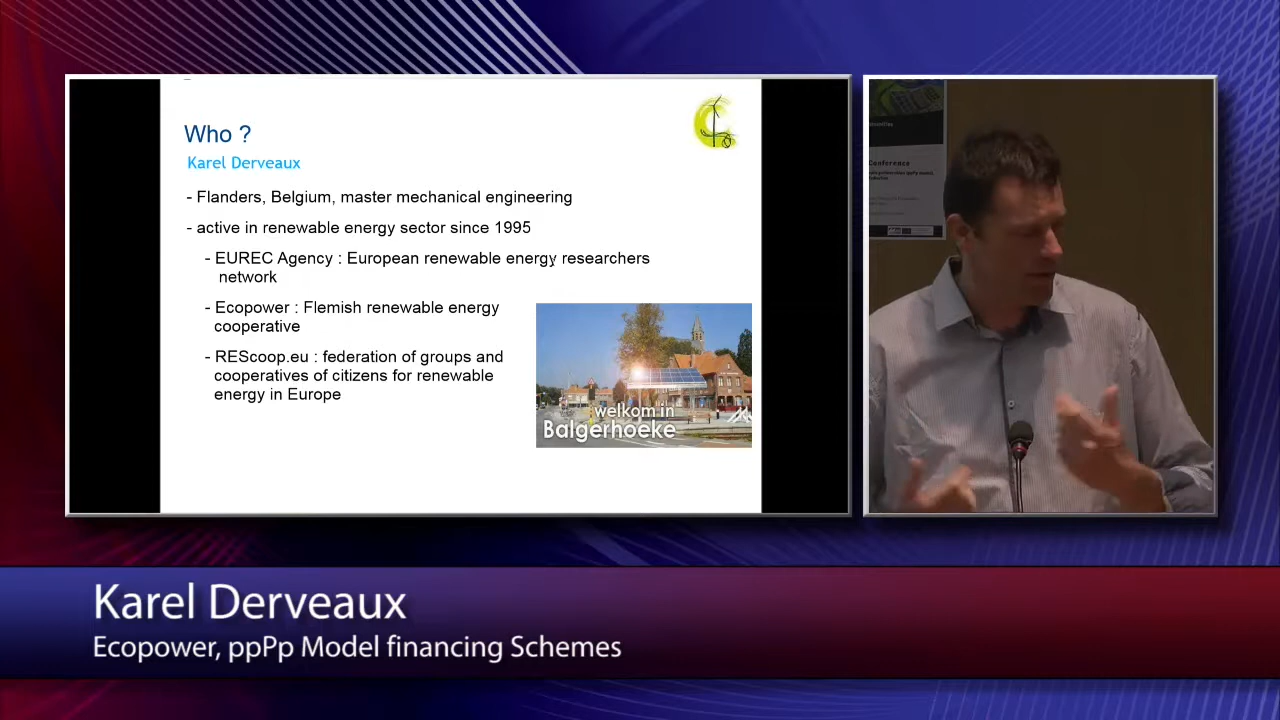 Who ?
Karel Derveaux
- Flanders, Belgium, master mechanical engineering
- active in renewable energy sector since 1995
- EUREC Agency : European renewable energy researchers
network
- Ecopower : Flemish renewable energy
cooperative
- REScoop.eu : federation of groups and
cooperatives of citizens for renewable
energy in Europe
welkom in
Balgerhoeke
Conference
Karel Derveaux
Ecopower, ppPp Model financing Schemes